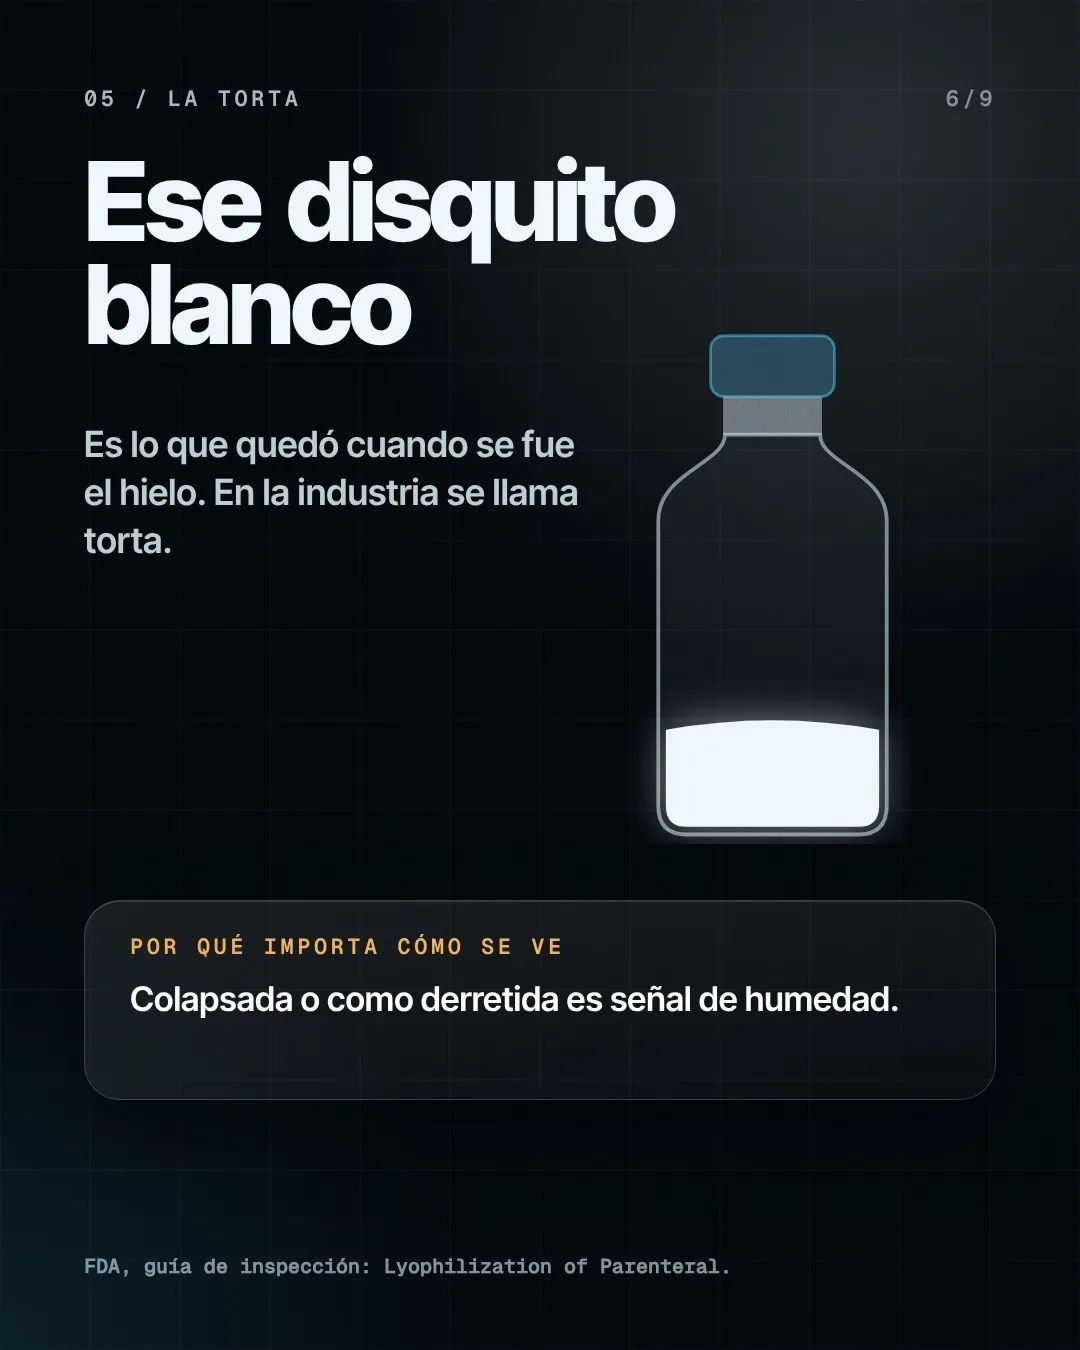 05 / LA TORTA
6/9
Ese disquito
blanco
Es lo que quedó cuando se fue
el hielo. En la industria se llama
torta.
POR QUÉ IMPORTA CÓMO SE VE
Colapsada o como derretida es señal de humedad.
FDA, guía de inspección: Lyophilization of Parenteral.